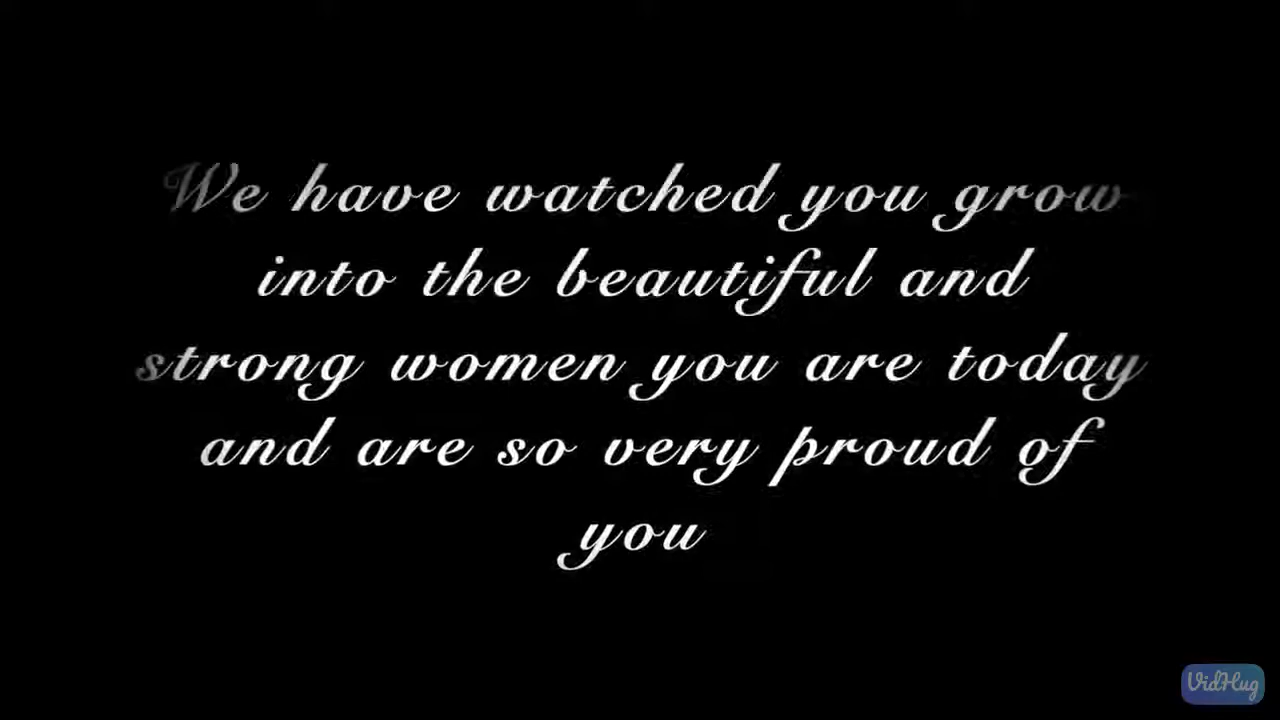 We have watched you grow
into the beautiful and
strong women you are today
and are so very proud of
you
VidHug